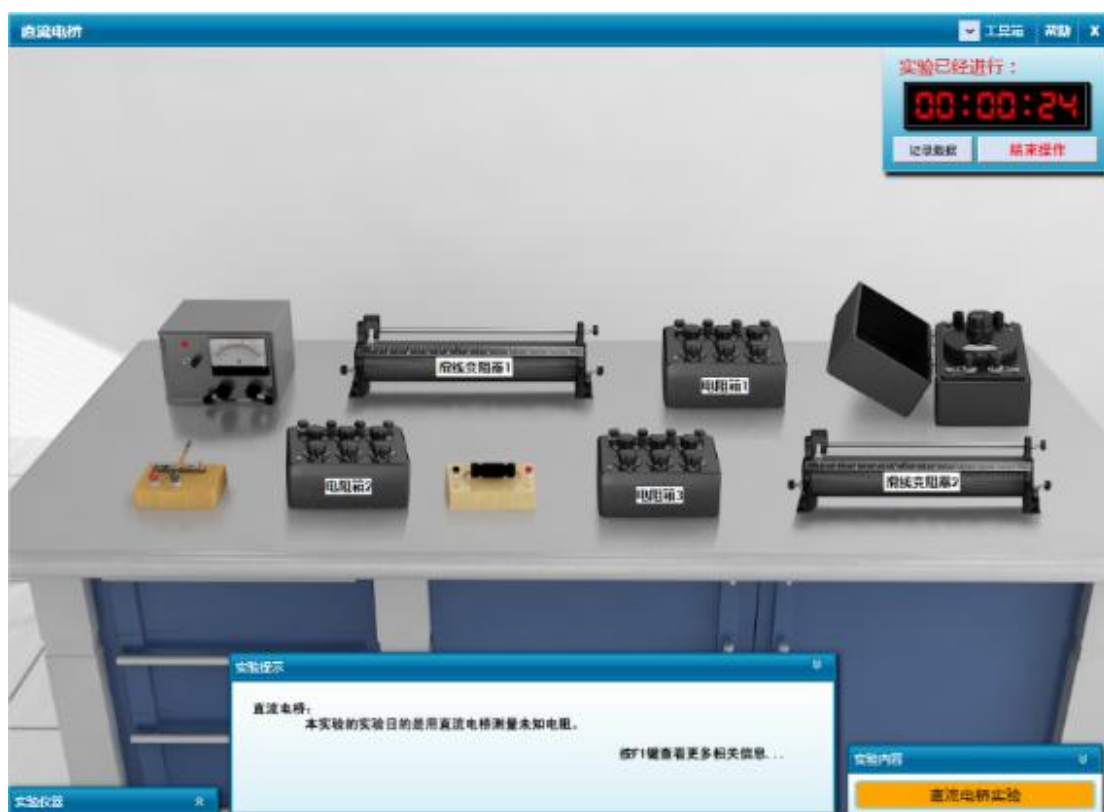 直流电桥
工具箱 帮助 X
实验已经进行：
00:00:24
记录数据 结束操作
滑线变阻器1
电阻箱1
电阻箱2
电阻箱3
滑线变阻器2
实验提示
直流电桥：
本实验的实验目的是用直流电桥测量未知电阻。
按F1键查看更多相关信息...
实验内容
直流电桥实验
实验仪器